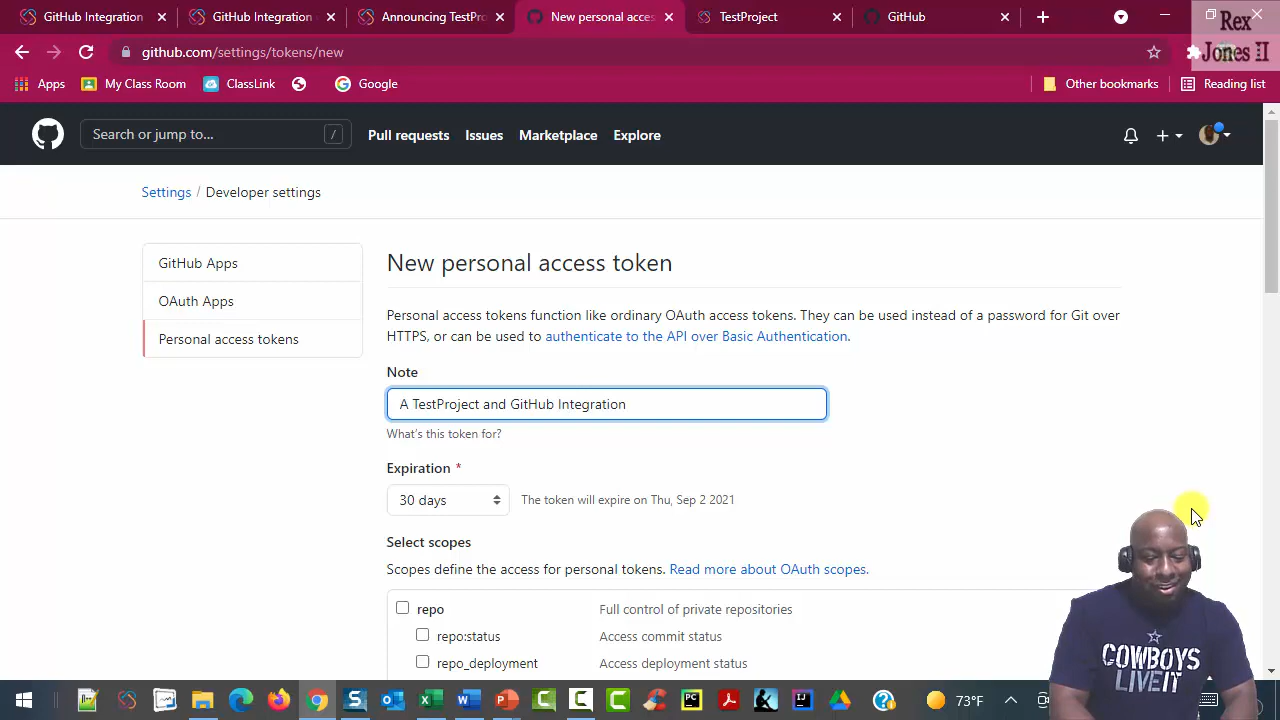 GitHub Integration
GitHub Integration
Announcing TestPro
New personal acces
TestProject
GitHub
Rex
Jones II
github.com/settings/tokens/new
Apps
My Class Room
ClassLink
Google
Other bookmarks
Reading list
Search or jump to...
/
Pull requests
Issues
Marketplace
Explore
Settings / Developer settings
GitHub Apps
OAuth Apps
Personal access tokens
New personal access token
Personal access tokens function like ordinary OAuth access tokens. They can be used instead of a password for Git over
HTTPS, or can be used to authenticate to the API over Basic Authentication.
Note
A TestProject and GitHub Integration
What's this token for?
Expiration *
30 days
The token will expire on Thu, Sep 2 2021
Select scopes
Scopes define the access for personal tokens. Read more about OAuth scopes.
repo
Full control of private repositories
repo:status
Access commit status
repo_deployment
Access deployment status
COWBOYS
LIVE IT
73°F